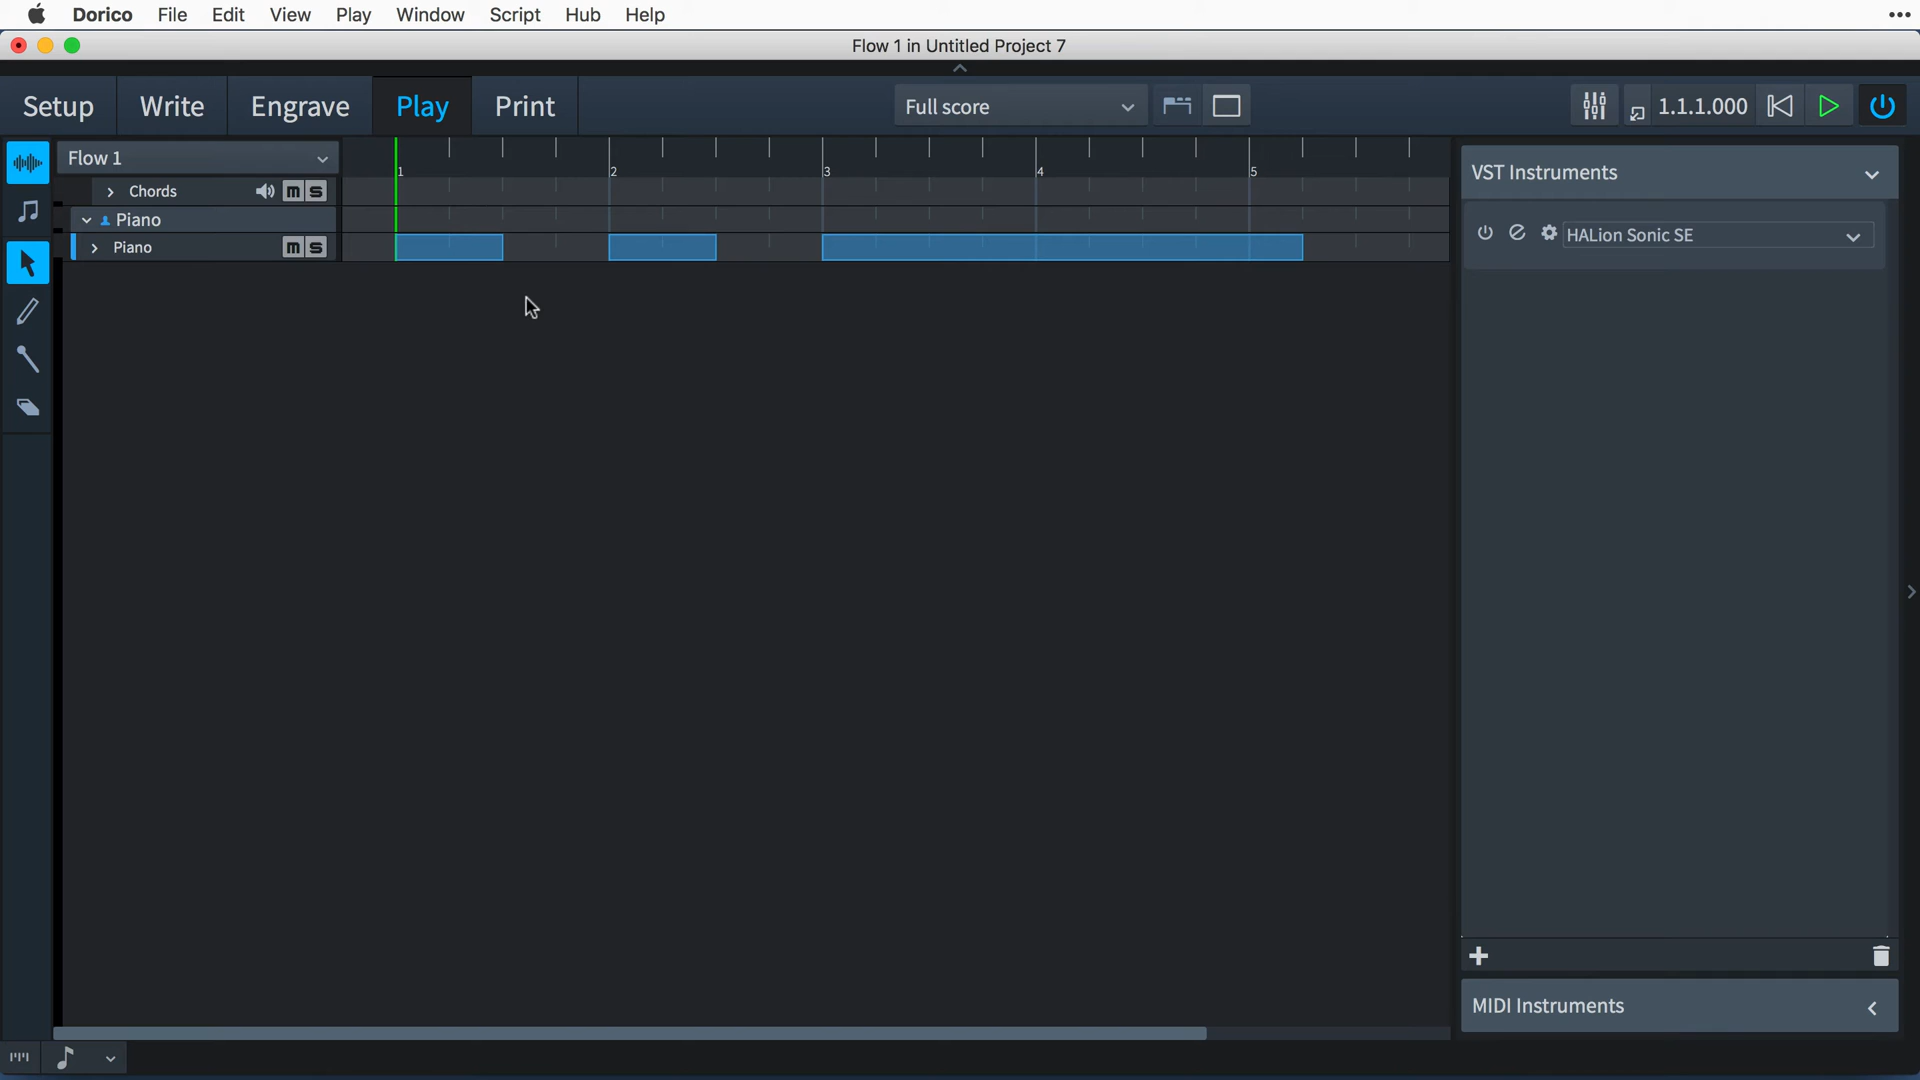 Dorico File Edit View Play Window Script Hub Help
Flow 1 in Untitled Project 7
Setup Write Engrave Play Print Full score 1.1.1.000
Flow 1
1 2 3 4 5
Chords m s
Piano
Piano m s
VST Instruments
HALion Sonic SE
MIDI Instruments